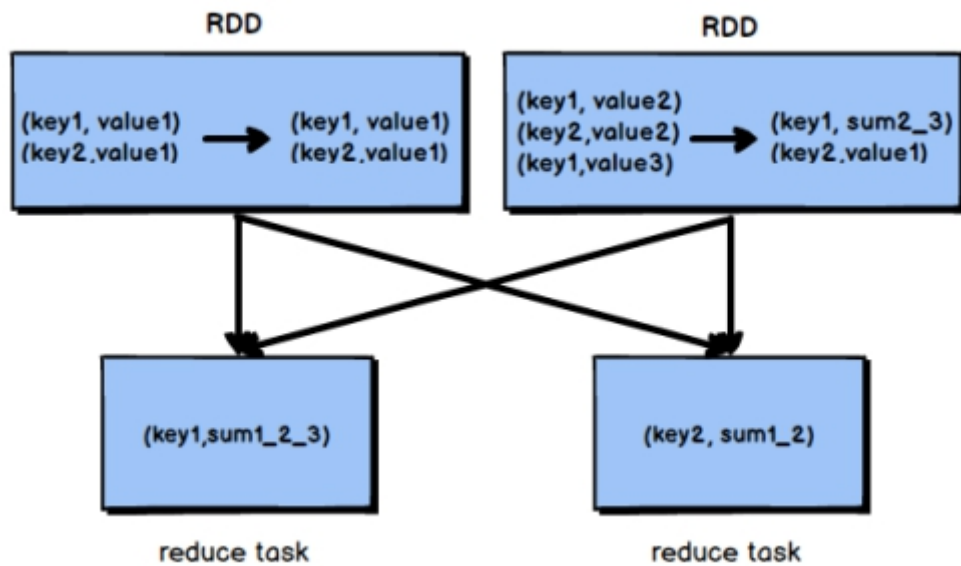 RDD
RDD
(key1, value1)
(key2,value1)
(key1, value1)
(key2,value1)
(key1, value2)
(key2,value2)
(key1,value3)
(key1, sum2_3)
(key2,value1)
(key1,sum1_2_3)
(key2, sum1_2)
reduce task
reduce task